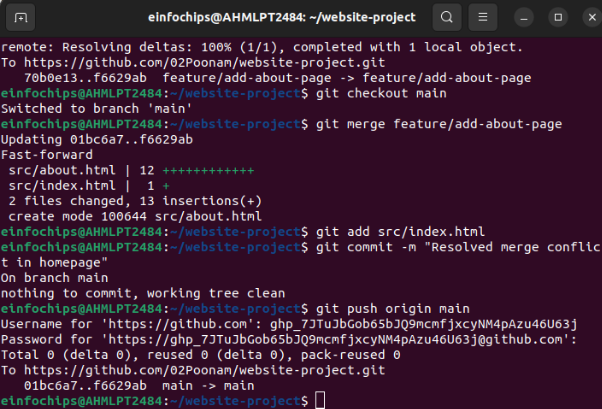 einfochips@AHMLPT2484: ~/website-project
remote: Resolving deltas: 100% (1/1), completed with 1 local object.
To https://github.com/02Poonam/website-project.git
70b0e13..f6629ab  feature/add-about-page -> feature/add-about-page
einfochips@AHMLPT2484:~/website-project$ git checkout main
Switched to branch 'main'
einfochips@AHMLPT2484:~/website-project$ git merge feature/add-about-page
Updating 01bc6a7..f6629ab
Fast-forward
src/about.html | 12 ++++++++++++
src/index.html |  1 +
2 files changed, 13 insertions(+)
create mode 100644 src/about.html
einfochips@AHMLPT2484:~/website-project$ git add src/index.html
einfochips@AHMLPT2484:~/website-project$ git commit -m "Resolved merge conflic
t in homepage"
On branch main
nothing to commit, working tree clean
einfochips@AHMLPT2484:~/website-project$ git push origin main
Username for 'https://github.com': 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
Password for 'https://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@github.com':
Total 0 (delta 0), reused 0 (delta 0), pack-reused 0
To https://github.com/02Poonam/website-project.git
01bc6a7..f6629ab  main -> main
einfochips@AHMLPT2484:~/website-project$